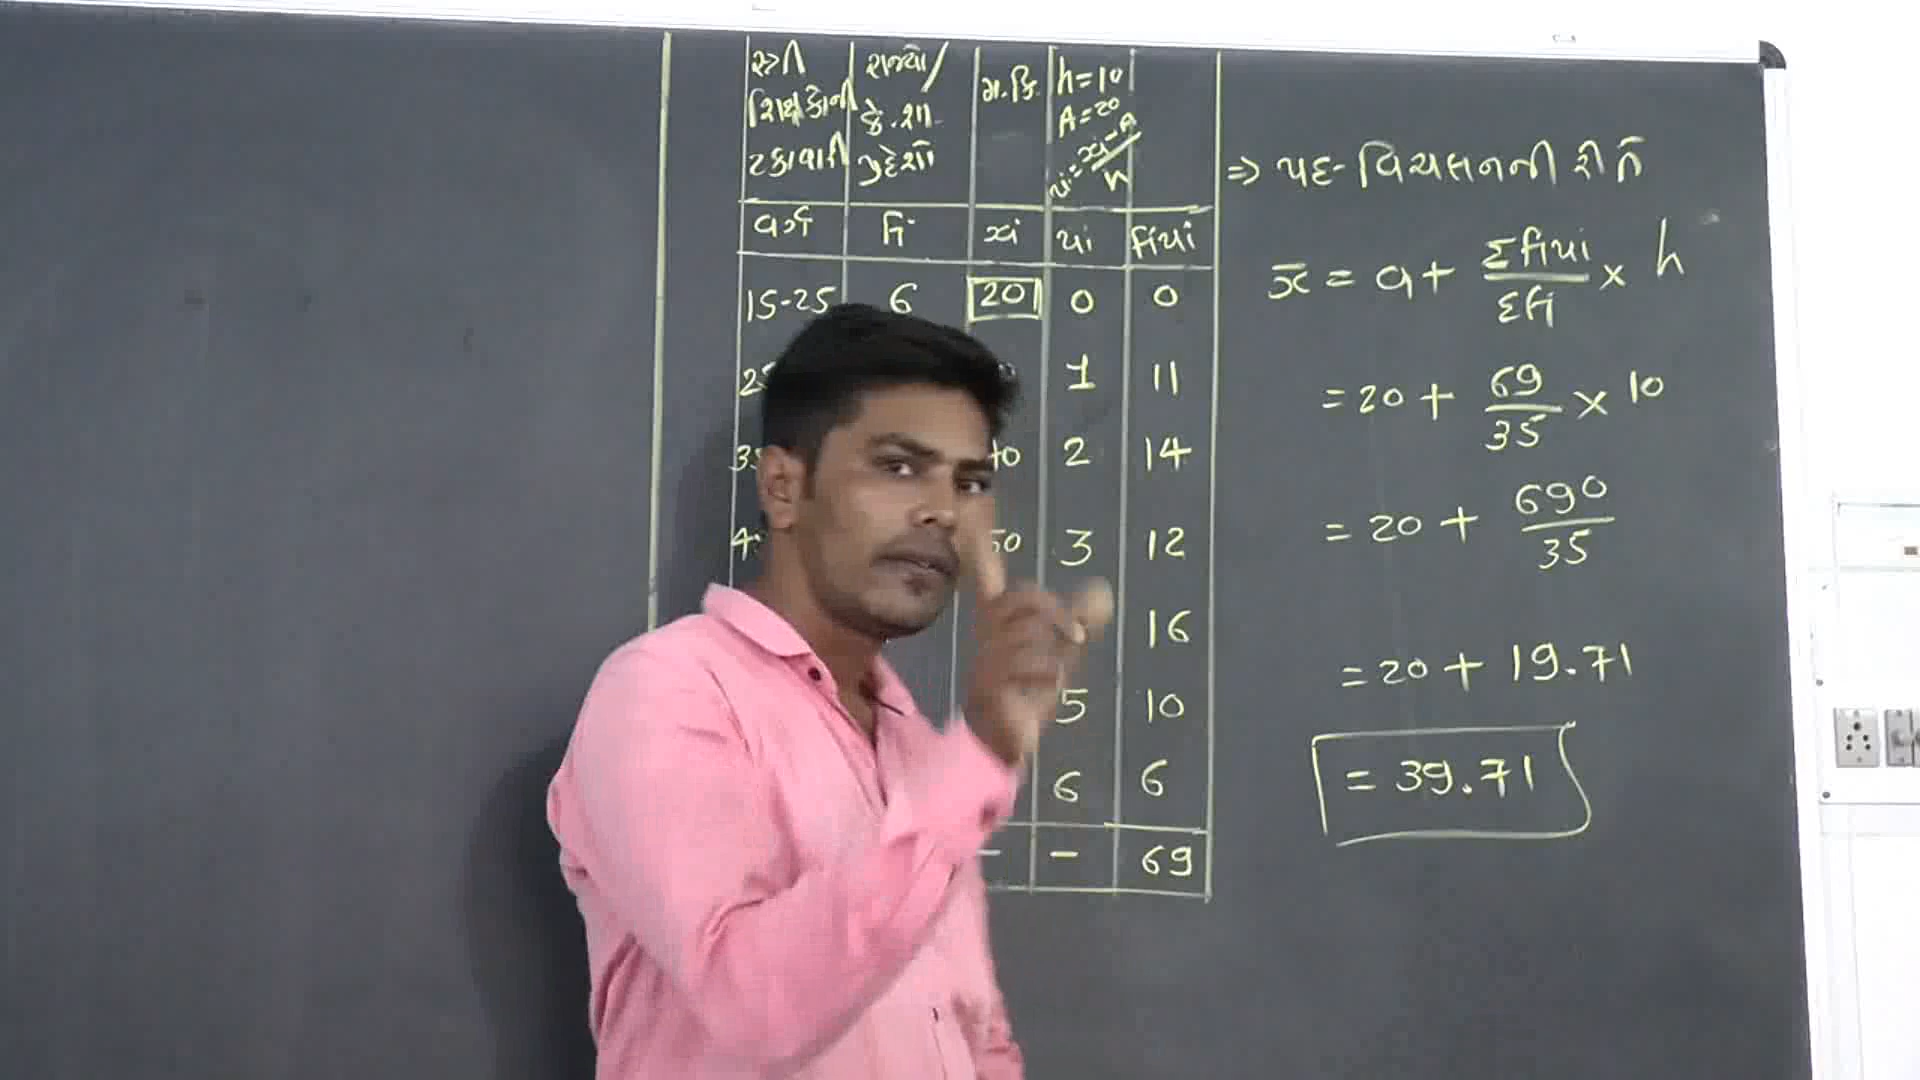 સ્ત્રી રાજ્યો/ મ.કિ. h=10
શિક્ષકોની કે.શા. A=20
ટકાવારી પ્રદેશો ui=xi-A/h
વર્ગ fi xi ui fiui
15-25 6 20 0 0
1 11
2 14
3 12
16
5 10
6 6
- - 69
⇒ પદ-વિચલનની રીત
x̄ = a + Σfiui/Σfi × h
= 20 + 69/35 × 10
= 20 + 690/35
= 20 + 19.71
= 39.71